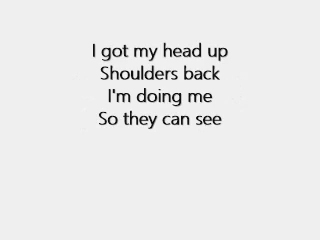 I got my head up
Shoulders back
I'm doing me
So they can see